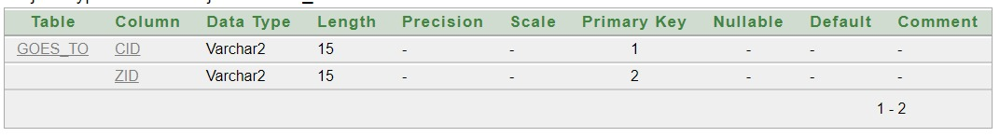 Table Column Data Type Length Precision Scale Primary Key Nullable Default Comment
GOES_TO CID Varchar2 15 - - 1 - - -
ZID Varchar2 15 - - 2 - - -
1 - 2